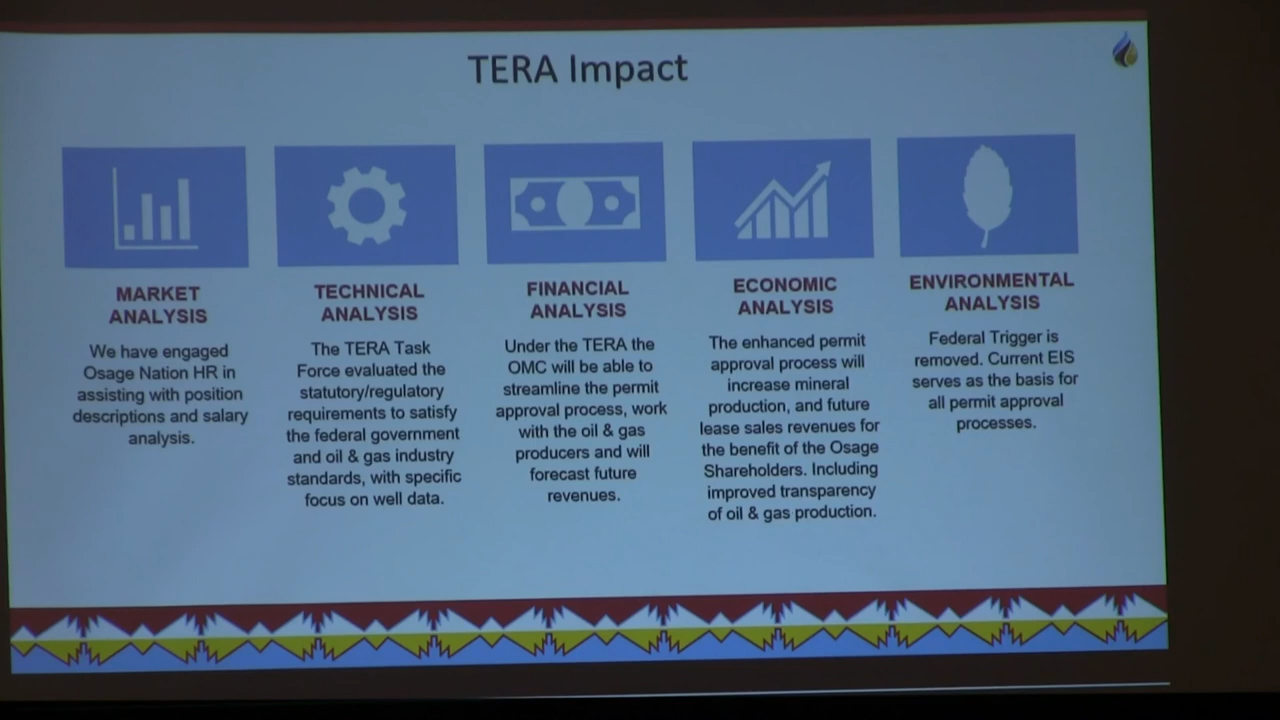 TERA Impact
MARKET
ANALYSIS
We have engaged
Osage Nation HR in
assisting with position
descriptions and salary
analysis.
TECHNICAL
ANALYSIS
The TERA Task
Force evaluated the
statutory/regulatory
requirements to satisfy
the federal government
and oil & gas industry
standards, with specific
focus on well data.
FINANCIAL
ANALYSIS
Under the TERA the
OMC will be able to
streamline the permit
approval process, work
with the oil & gas
producers and will
forecast future
revenues.
ECONOMIC
ANALYSIS
The enhanced permit
approval process will
increase mineral
production, and future
lease sales revenues for
the benefit of the Osage
Shareholders. Including
improved transparency
of oil & gas production.
ENVIRONMENTAL
ANALYSIS
Federal Trigger is
removed. Current EIS
serves as the basis for
all permit approval
processes.